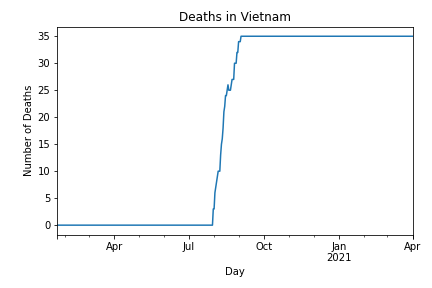 Deaths in Vietnam
35
30
25
20
15
10
5
0
Number of Deaths
Apr
Jul
Oct
Jan
2021
Apr
Day